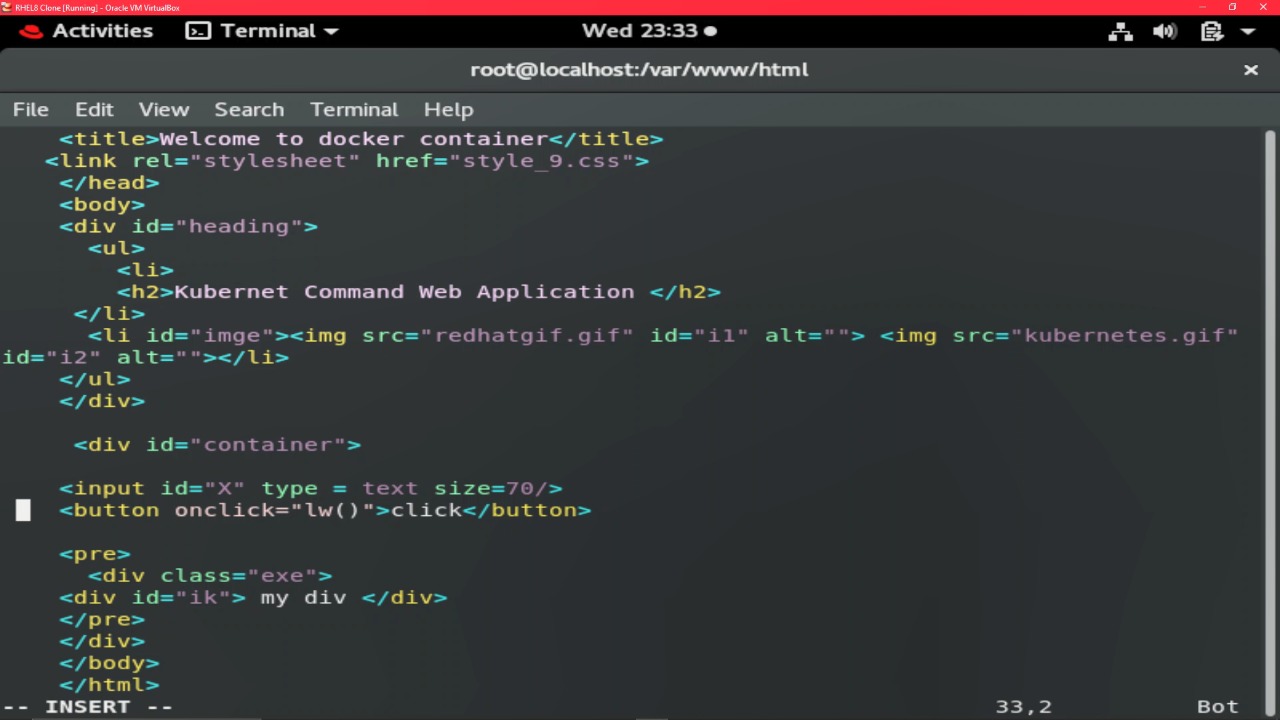 RHEL8 Clone [Running] - Oracle VM VirtualBox
Activities Terminal Wed 23:33
root@localhost:/var/www/html
File Edit View Search Terminal Help
<title>Welcome to docker container</title>
<link rel="stylesheet" href="style_9.css">
</head>
<body>
<div id="heading">
<ul>
<li>
<h2>Kubernet Command Web Application </h2>
</li>
<li id="imge"><img src="redhatgif.gif" id="i1" alt=""> <img src="kubernetes.gif"
id="i2" alt=""></li>
</ul>
</div>
<div id="container">
<input id="X" type = text size=70/>
<button onclick="lw()">click</button>
<pre>
<div class="exe">
<div id="ik"> my div </div>
</pre>
</div>
</body>
</html>
-- INSERT -- 33,2 Bot